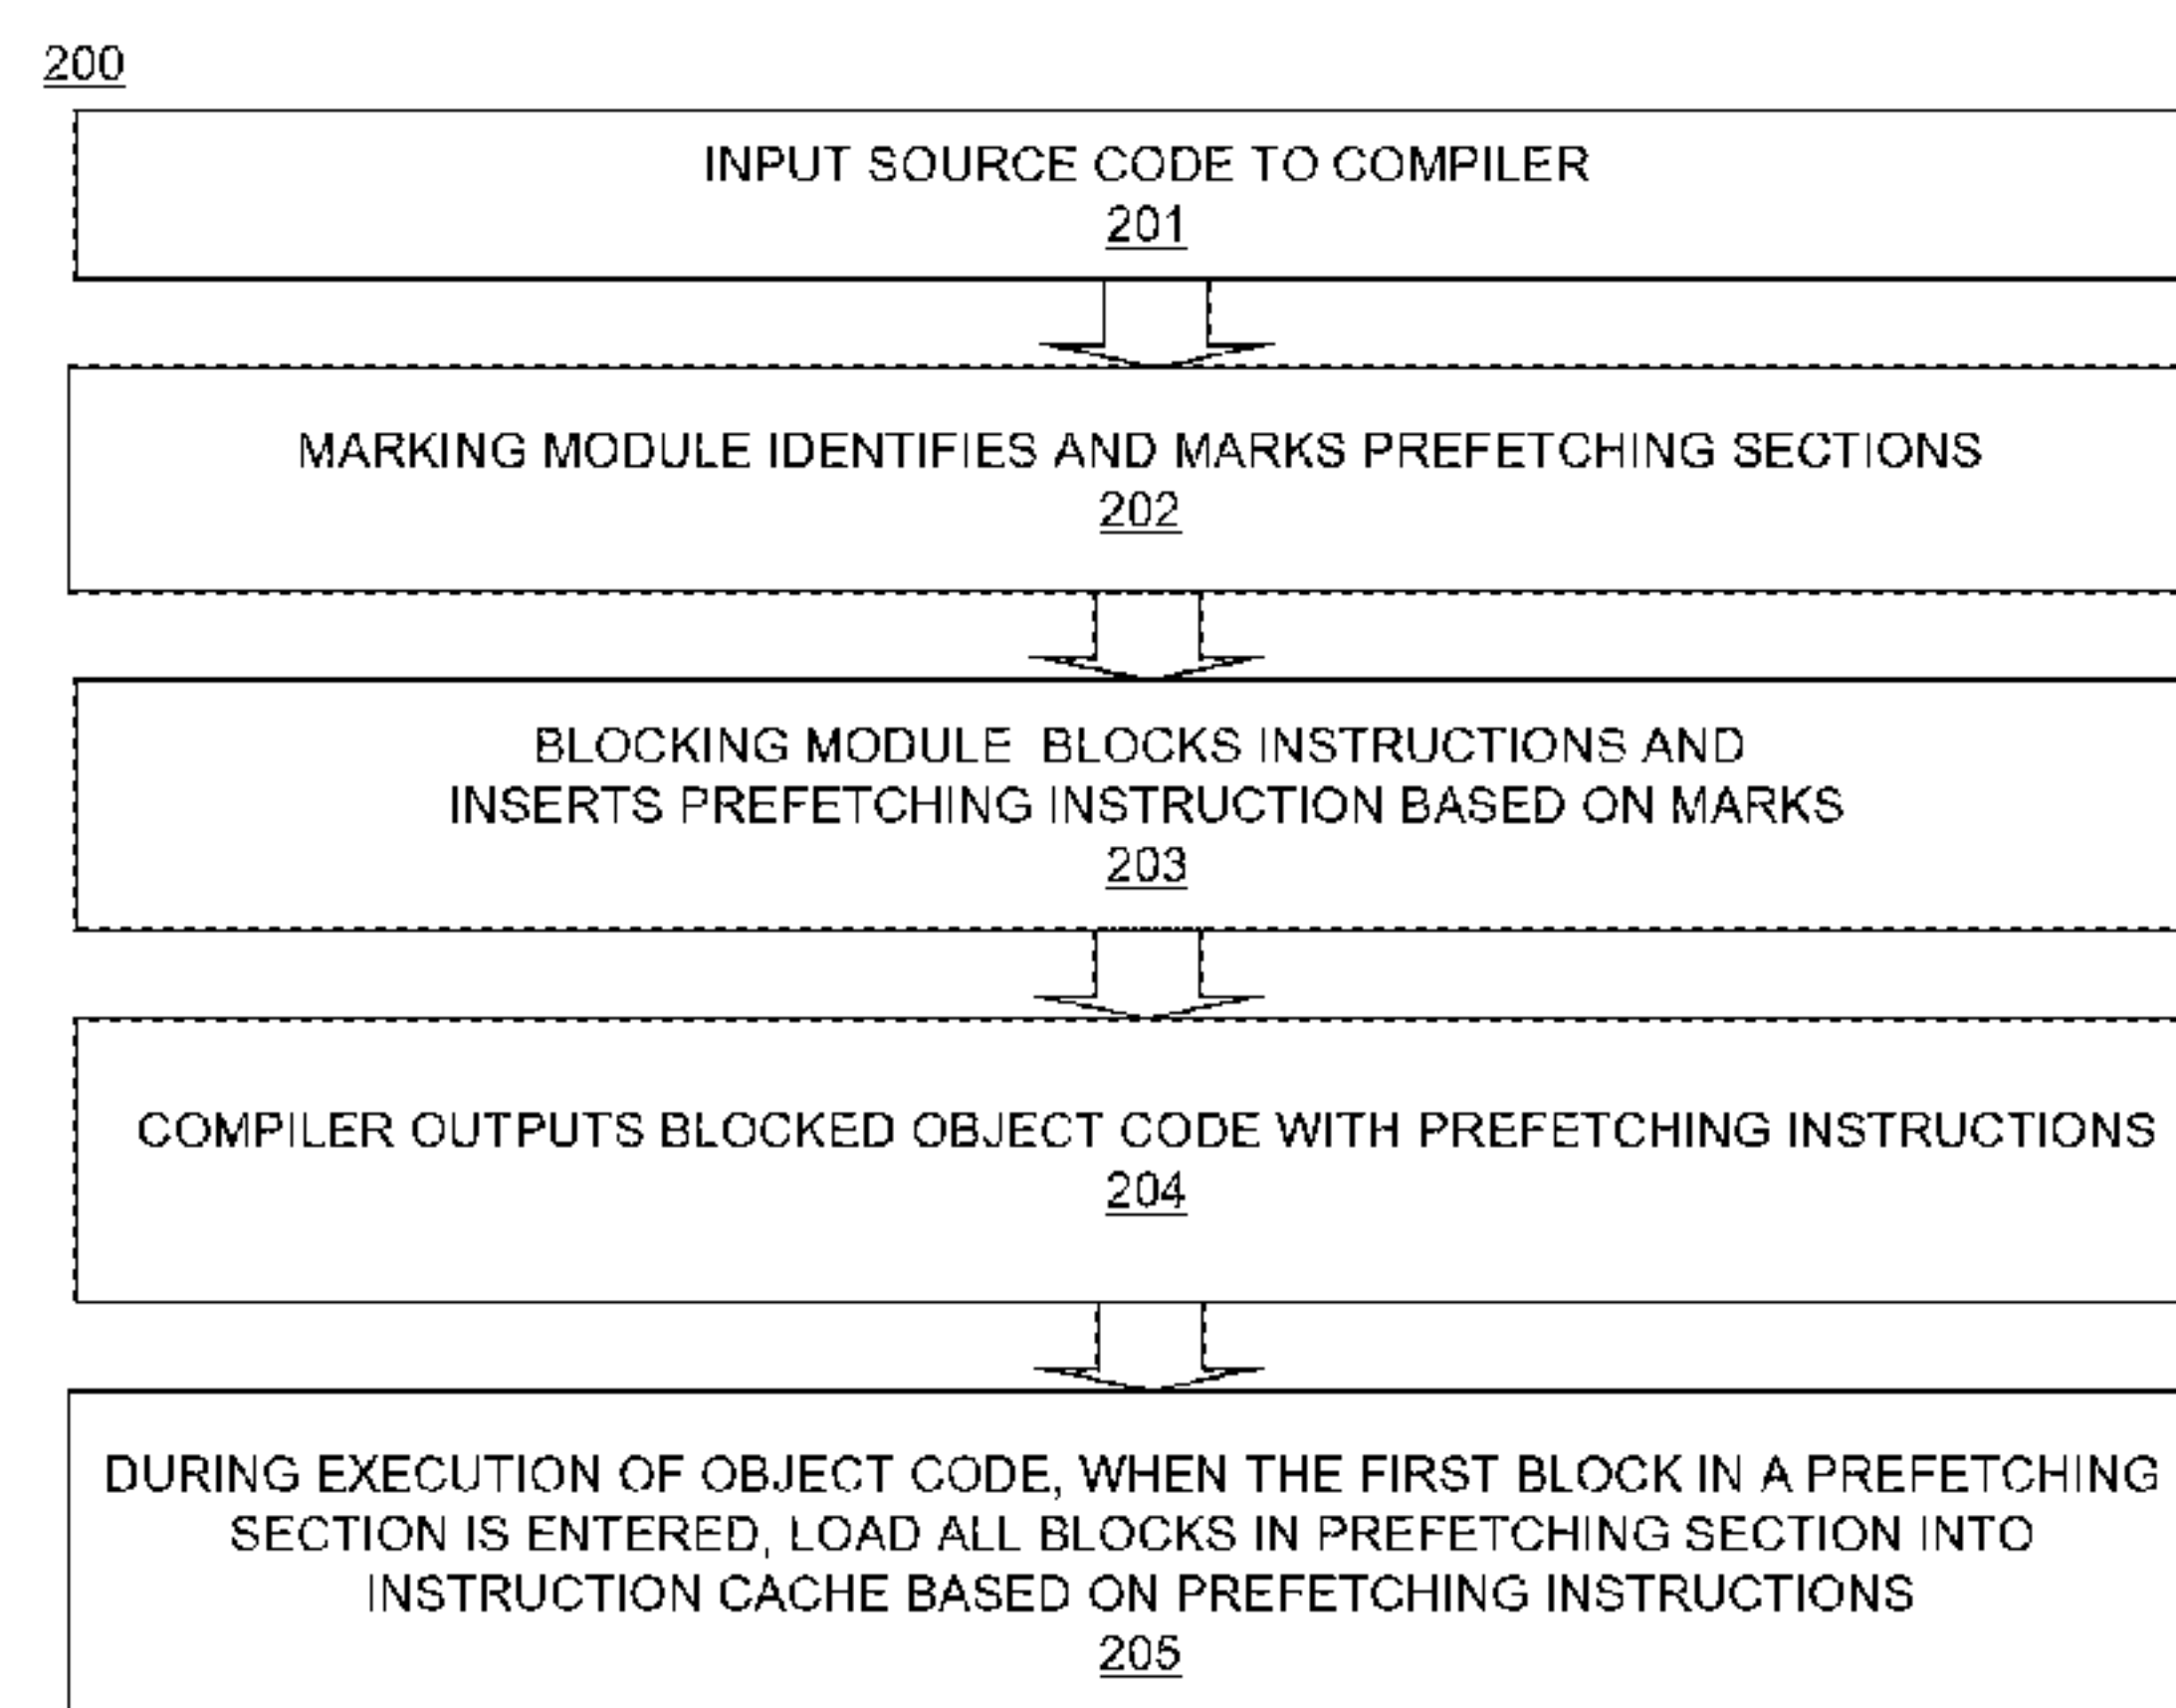 200
INPUT SOURCE CODE TO COMPILER
201
MARKING MODULE IDENTIFIES AND MARKS PREFETCHING SECTIONS
202
BLOCKING MODULE BLOCKS INSTRUCTIONS AND
INSERTS PREFETCHING INSTRUCTION BASED ON MARKS
203
COMPILER OUTPUTS BLOCKED OBJECT CODE WITH PREFETCHING INSTRUCTIONS
204
DURING EXECUTION OF OBJECT CODE, WHEN THE FIRST BLOCK IN A PREFETCHING
SECTION IS ENTERED, LOAD ALL BLOCKS IN PREFETCHING SECTION INTO
INSTRUCTION CACHE BASED ON PREFETCHING INSTRUCTIONS
205